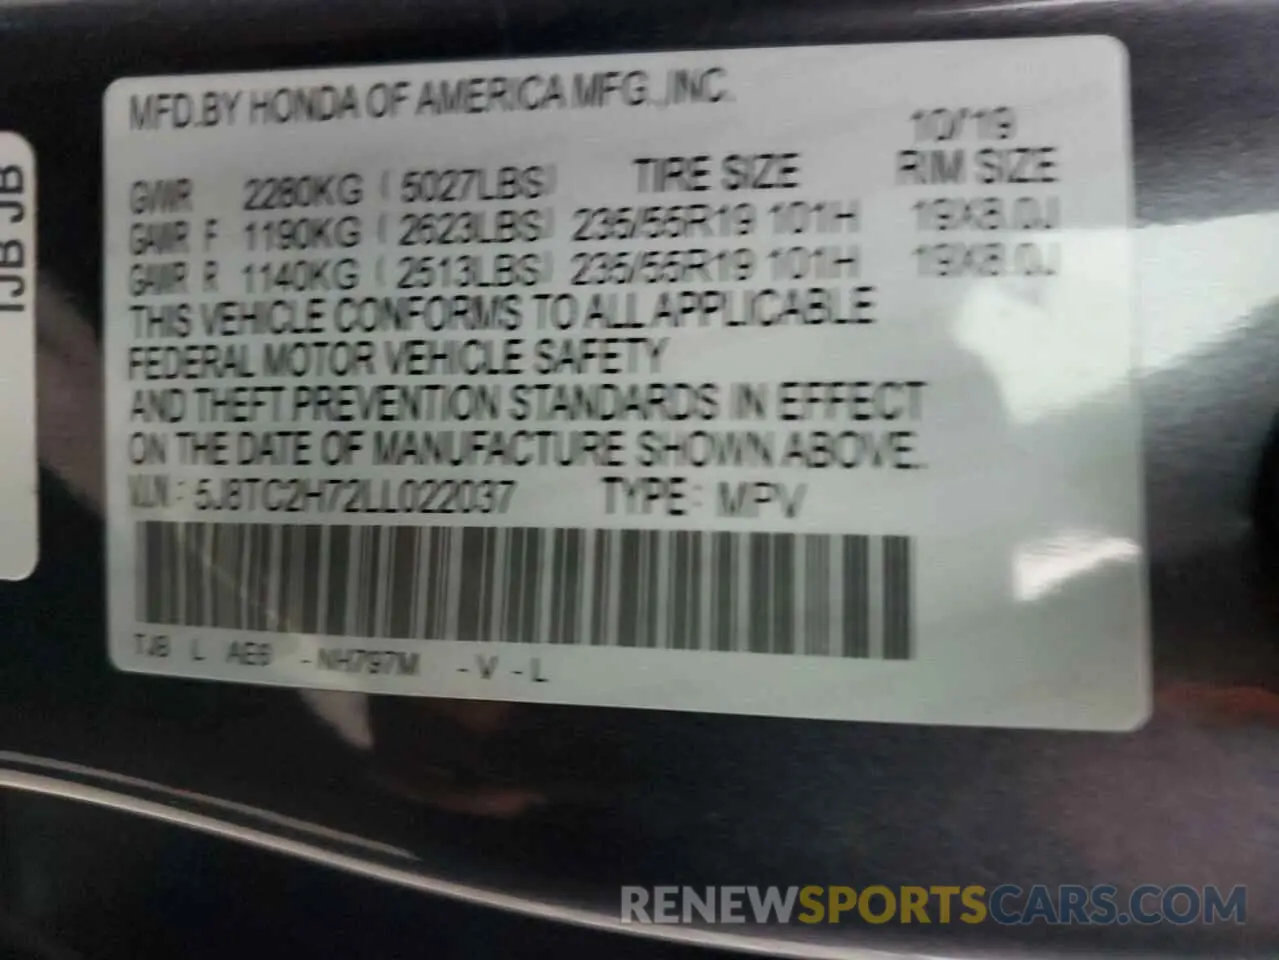 MFD.BY HONDA OF AMERICA MFG.,INC.
10/19
GVWR 2280KG ( 5027LBS) TIRE SIZE RIM SIZE
GAWR F 1190KG ( 2623LBS) 235/55R19 101H 19X8.0J
GAWR R 1140KG ( 2513LBS) 235/55R19 101H 19X8.0J
THIS VEHICLE CONFORMS TO ALL APPLICABLE
FEDERAL MOTOR VEHICLE SAFETY
AND THEFT PREVENTION STANDARDS IN EFFECT
ON THE DATE OF MANUFACTURE SHOWN ABOVE.
V.I.N.: 5J8TC2H72LL022037 TYPE: MPV
TJB L AE6 -NH797M -V-L
TJB JB
RENEWSPORTSCARS.COM